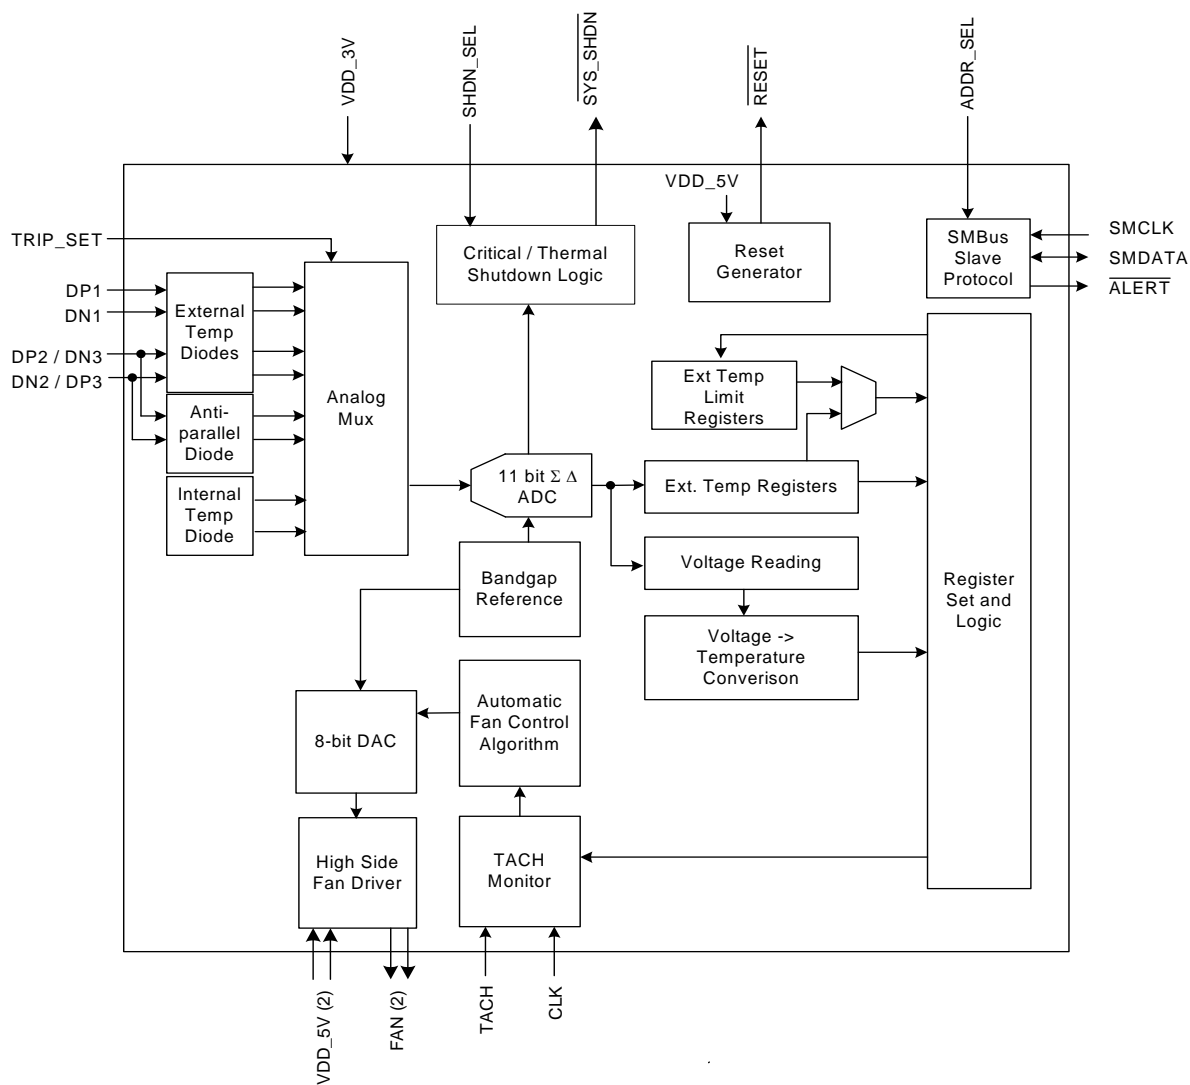 VDD_3V
SHDN_SEL
SYS_SHDN
RESET
ADDR_SEL
VDD_5V
TRIP_SET
Critical / Thermal
Shutdown Logic
Reset
Generator
SMBus
Slave
Protocol
SMCLK
SMDATA
ALERT
DP1
DN1
DP2 / DN3
DN2 / DP3
External
Temp
Diodes
Anti-
parallel
Diode
Internal
Temp
Diode
Analog
Mux
11 bit Σ Δ
ADC
Ext Temp
Limit
Registers
Ext. Temp Registers
Voltage Reading
Voltage ->
Temperature
Converison
Register
Set and
Logic
Bandgap
Reference
Automatic
Fan Control
Algorithm
8-bit DAC
High Side
Fan Driver
TACH
Monitor
VDD_5V (2)
FAN (2)
TACH
CLK